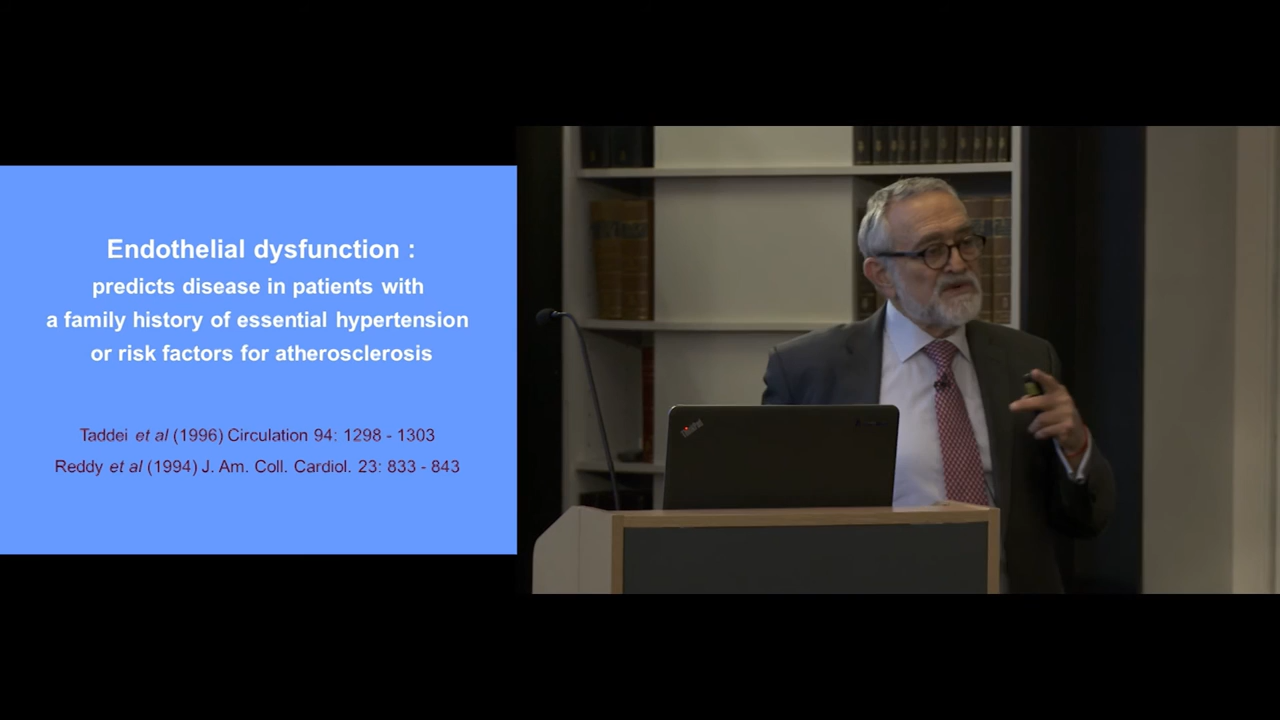 Endothelial dysfunction :
predicts disease in patients with
a family history of essential hypertension
or risk factors for atherosclerosis
Taddei et al (1996) Circulation 94: 1298 - 1303
Reddy et al (1994) J. Am. Coll. Cardiol. 23: 833 - 843
ThinkPad